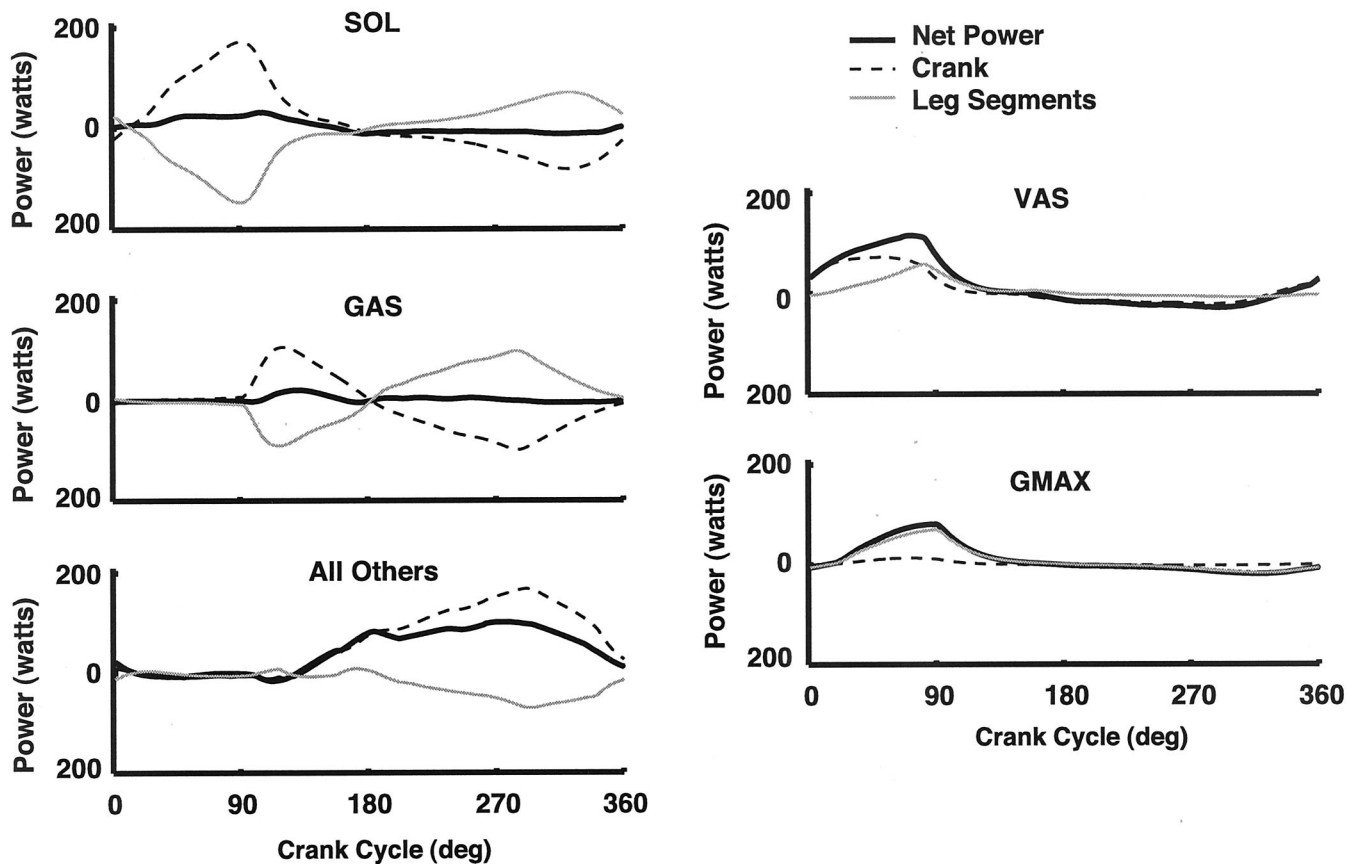 SOL
200
0
200
Power (watts)
GAS
200
0
200
Power (watts)
All Others
200
0
200
Power (watts)
0 90 180 270 360
Crank Cycle (deg)
Net Power
Crank
Leg Segments
VAS
200
0
200
Power (watts)
GMAX
200
0
200
Power (watts)
0 90 180 270 360
Crank Cycle (deg)